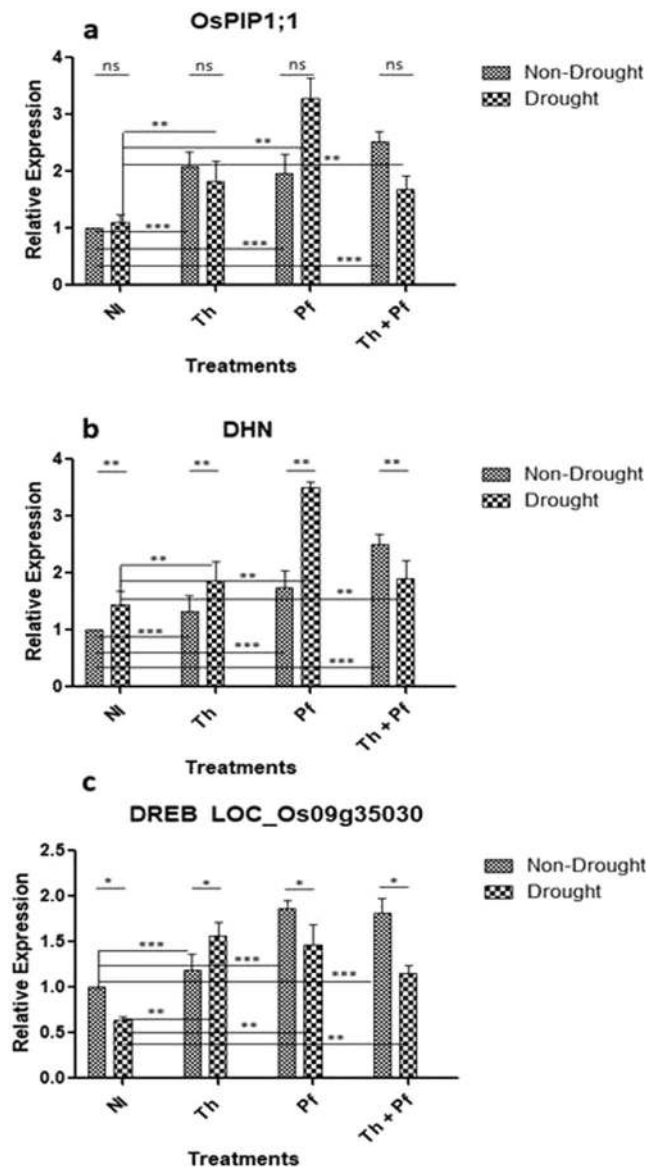 a
OsPIP1;1
ns ns ns ns
** ** **
*** *** ***
4
3
2
1
0
Relative Expression
NI Th Pf Th + Pf
Treatments
Non-Drought
Drought
b
DHN
** ** ** **
** ** **
*** *** ***
4
3
2
1
0
Relative Expression
NI Th Pf Th + Pf
Treatments
Non-Drought
Drought
c
DREB LOC_Os09g35030
* * * *
*** *** ***
** ** **
2.5
2.0
1.5
1.0
0.5
0.0
Relative Expression
NI Th Pf Th + Pf
Treatments
Non-Drought
Drought